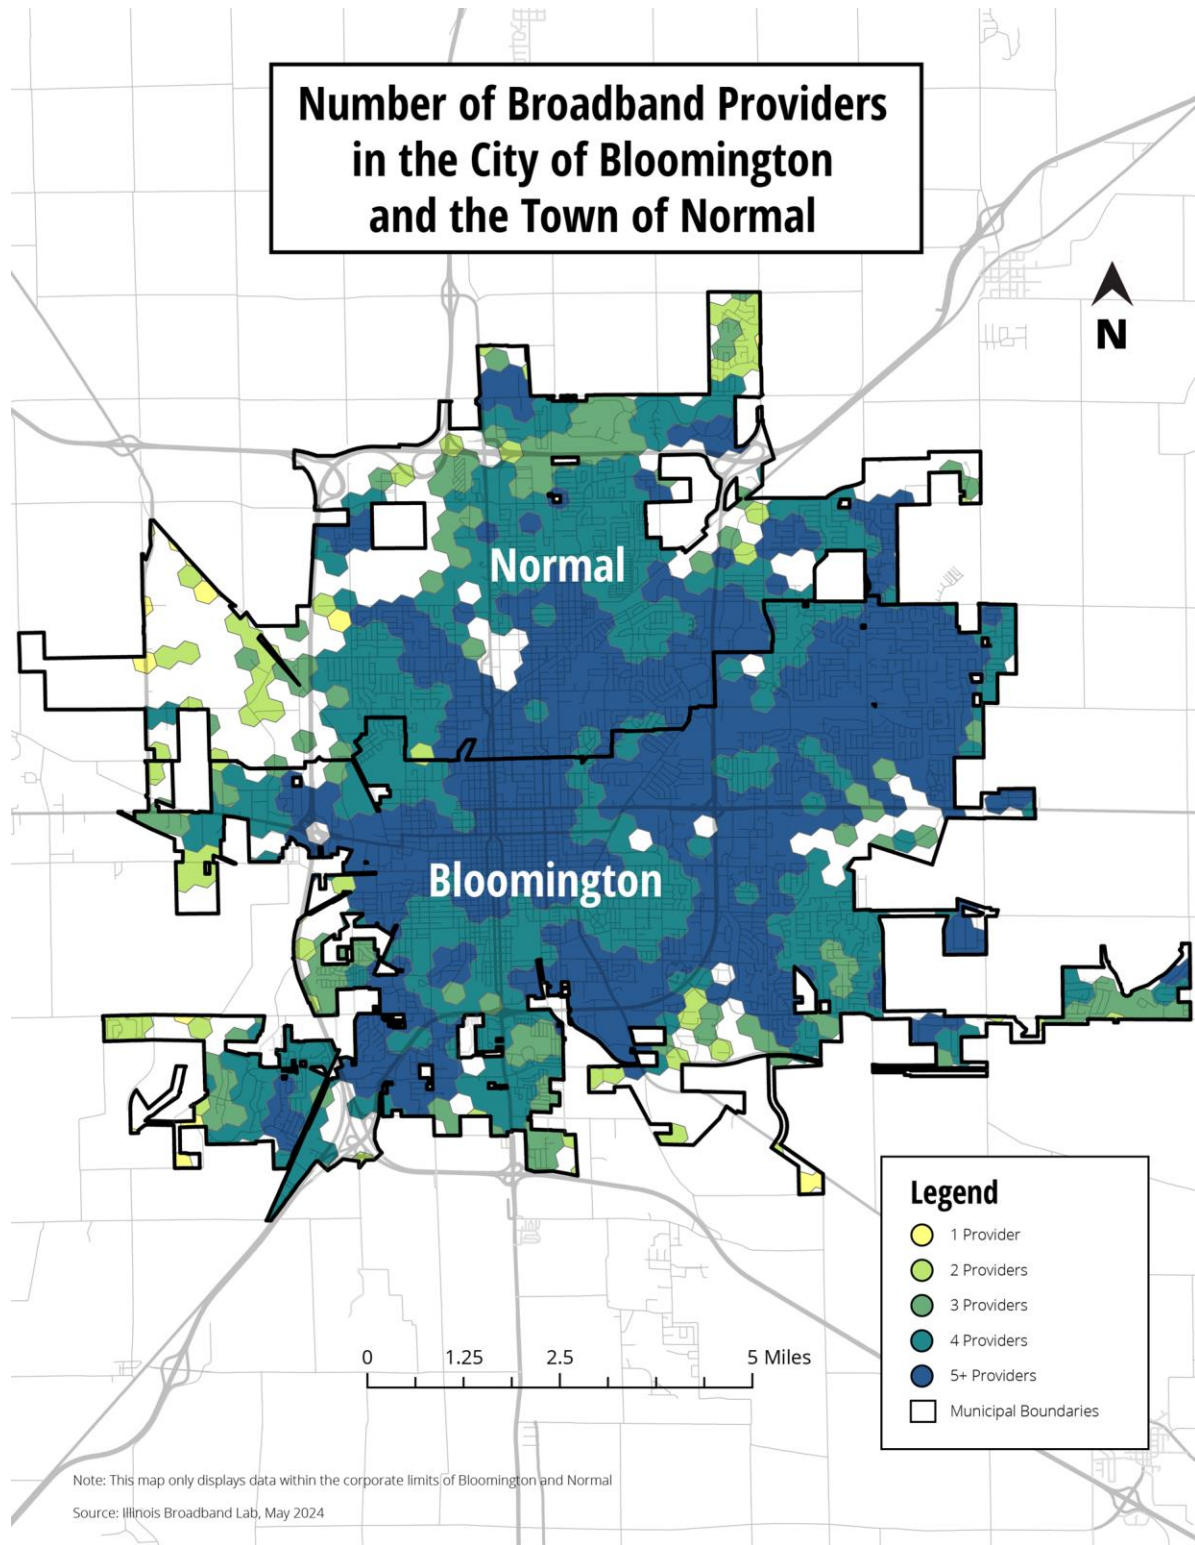 Number of Broadband Providers
in the City of Bloomington
and the Town of Normal
N
Normal
Bloomington
Legend
1 Provider
2 Providers
3 Providers
4 Providers
5+ Providers
Municipal Boundaries
0 1.25 2.5 5 Miles
Note: This map only displays data within the corporate limits of Bloomington and Normal
Source: Illinois Broadband Lab, May 2024